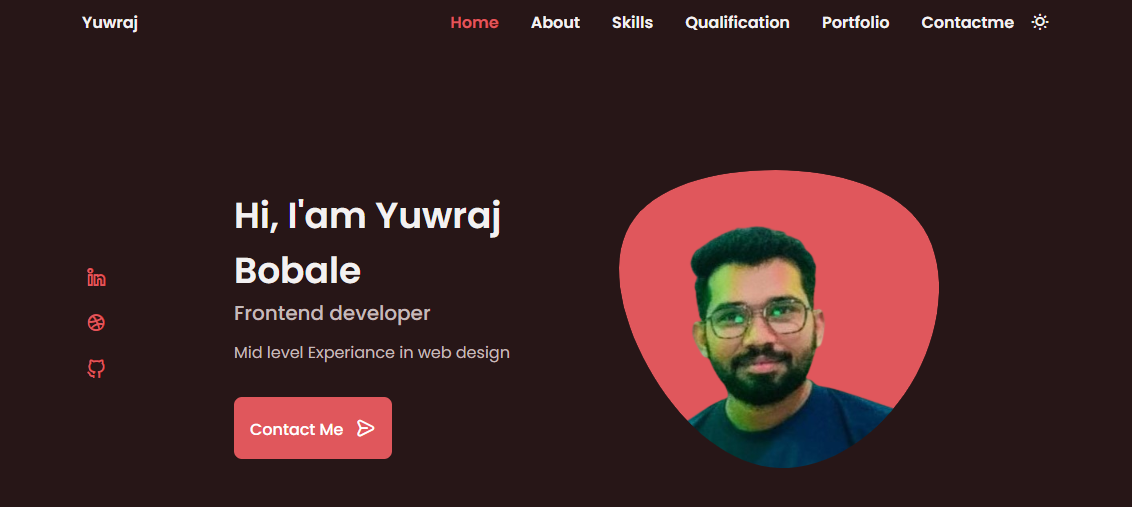 Yuwraj
Home About Skills Qualification Portfolio Contactme
Hi, I'am Yuwraj
Bobale
Frontend developer
Mid level Experiance in web design
Contact Me